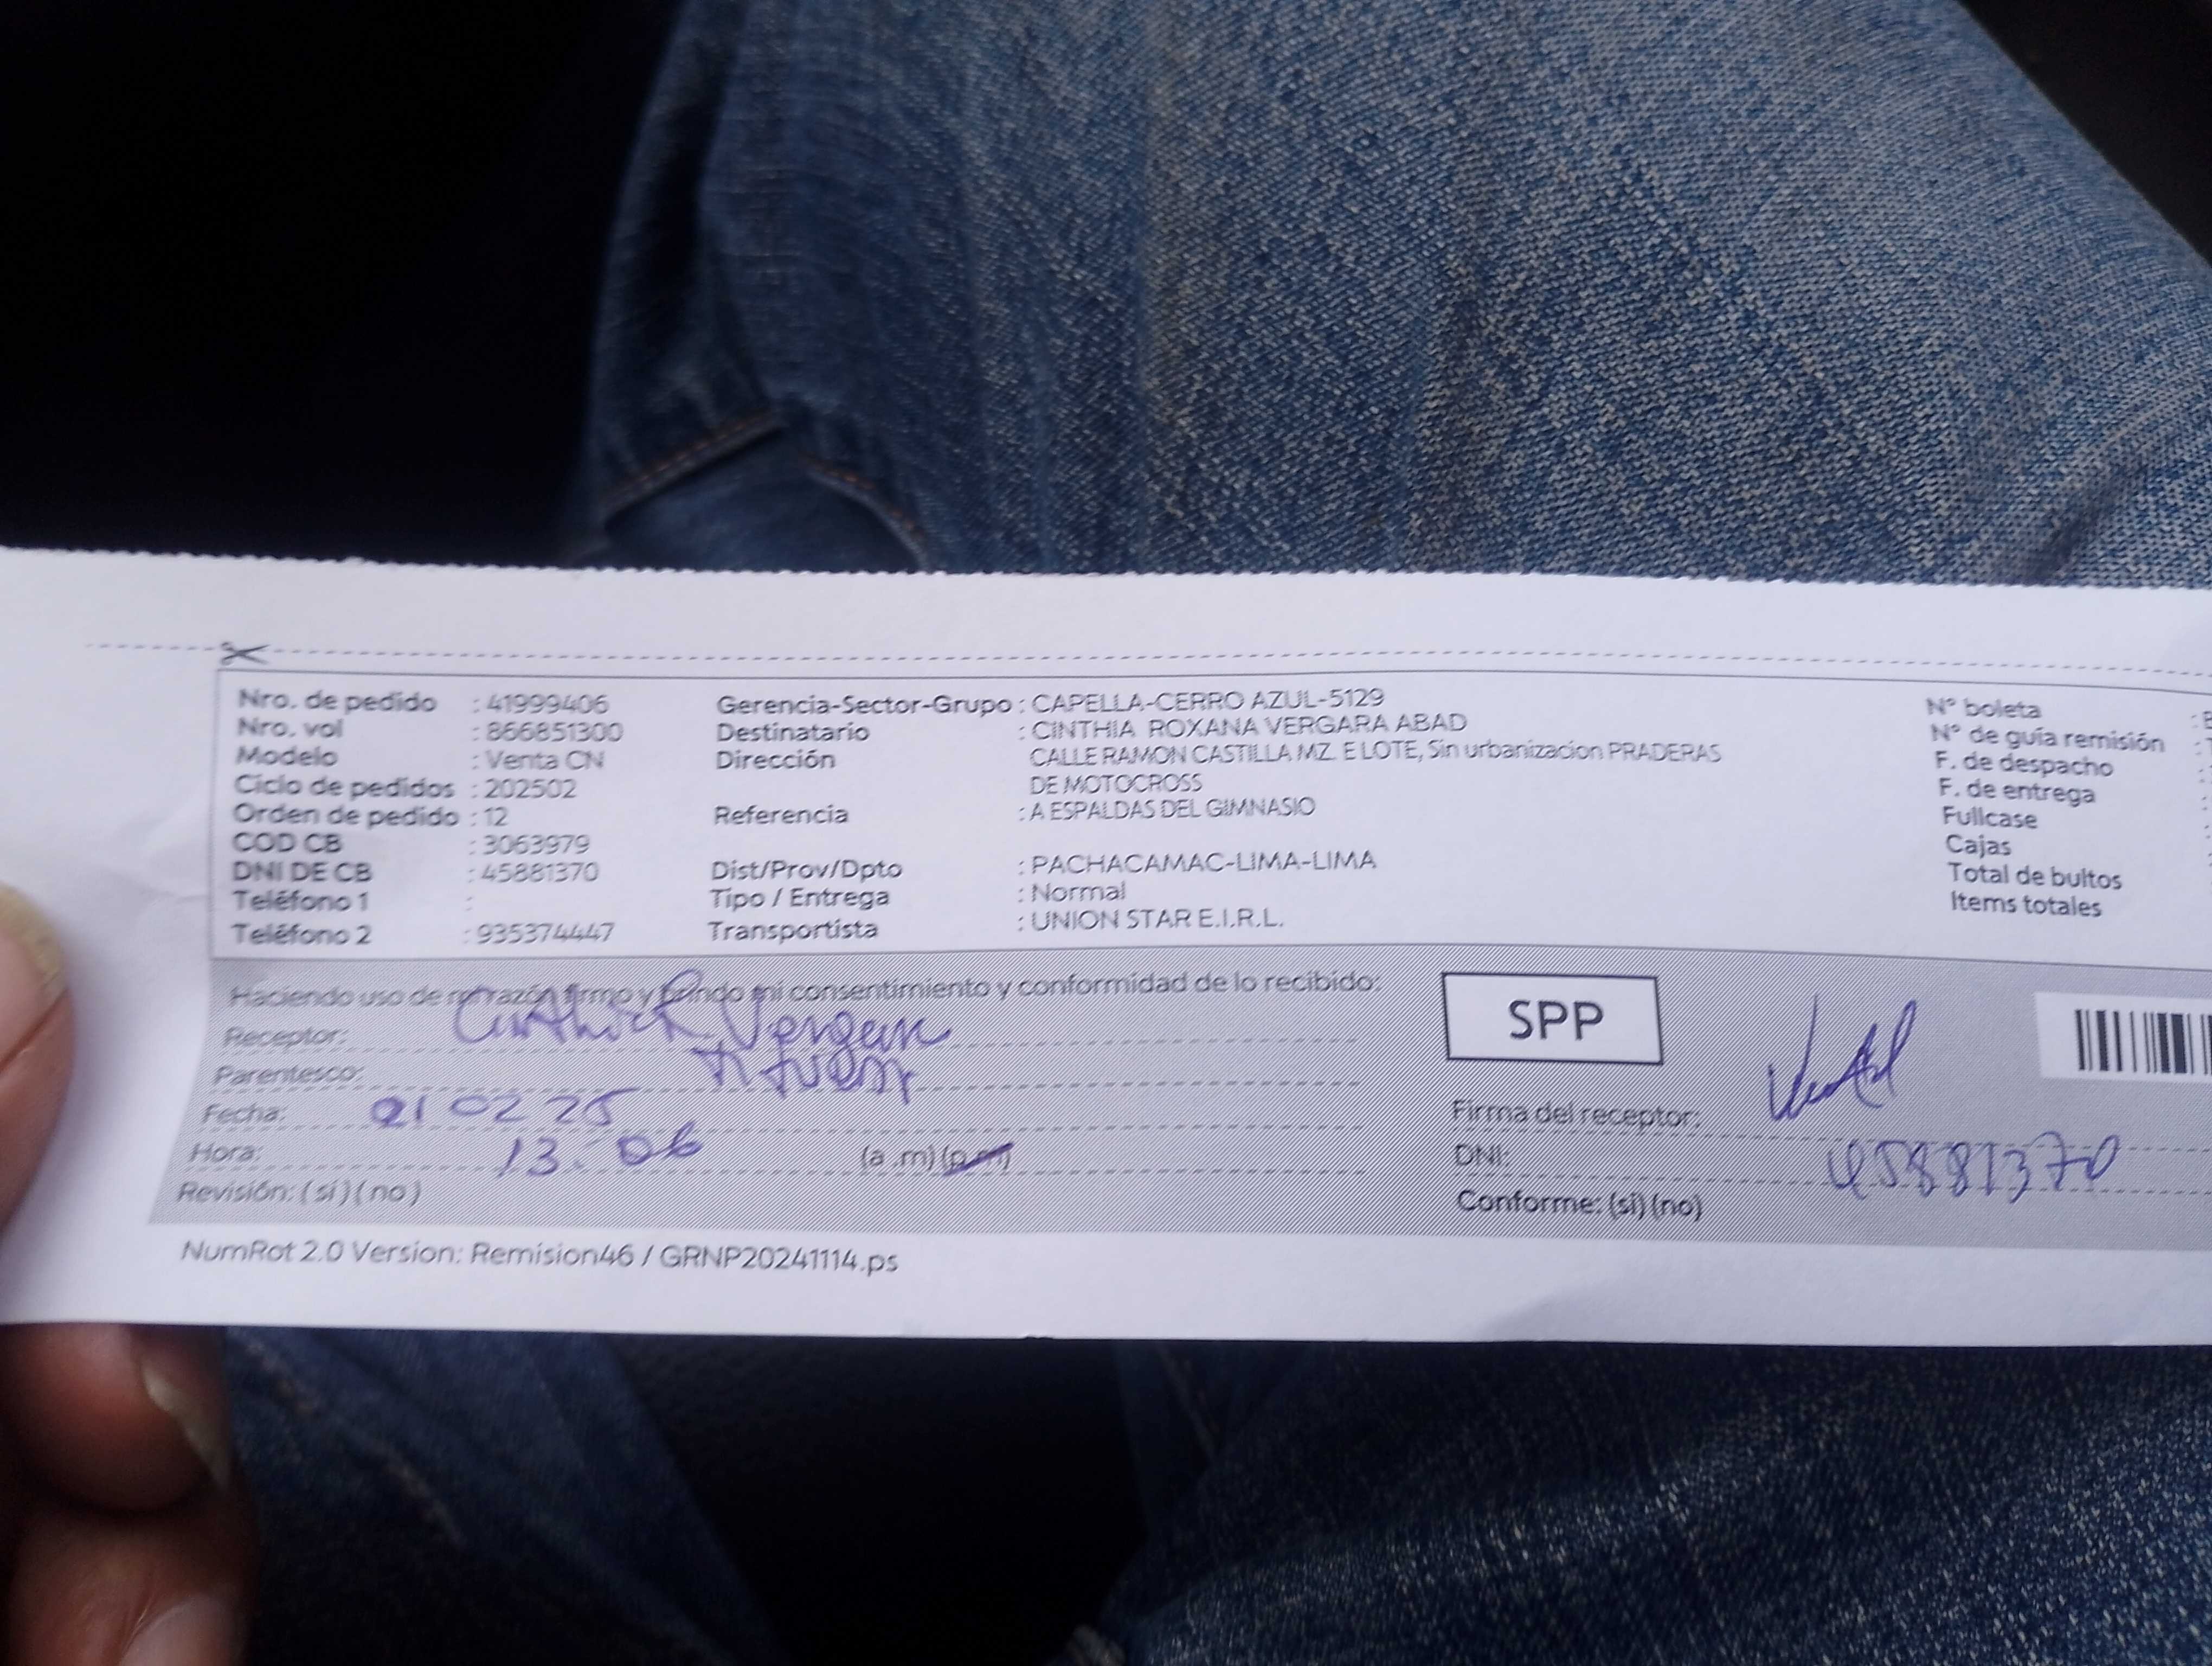 Nro. de pedido : 41999406 Gerencia-Sector-Grupo : CAPELLA-CERRO AZUL-5129 N° boleta
Nro. vol : 866851300 Destinatario : CINTHIA ROXANA VERGARA ABAD N° de guía remisión
Modelo : Venta CN Dirección CALLE RAMON CASTILLA MZ. E LOTE, Sin urbanizacion PRADERAS F. de despacho
Ciclo de pedidos : 202502 DE MOTOCROSS F. de entrega
Orden de pedido : 12 Referencia : A ESPALDAS DEL GIMNASIO Fullcase
COD CB : 3063979 Cajas
DNI DE CB : 45881370 Dist/Prov/Dpto : PACHACAMAC-LIMA-LIMA Total de bultos
Teléfono 1 : Tipo / Entrega : Normal Items totales
Teléfono 2 : 935374447 Transportista : UNION STAR E.I.R.L.
Haciendo uso de mi razón firmo y brindo mi consentimiento y conformidad de lo recibido:
SPP
Receptor:
Parentesco:
Fecha: 01 02 25 Firma del receptor:
Hora: 13:06 (a.m) (p.m) DNI: 45881370
Revisión: (si) (no) Conforme: (si) (no)
NumRot 2.0 Version: Remision46 / GRNP20241114.ps